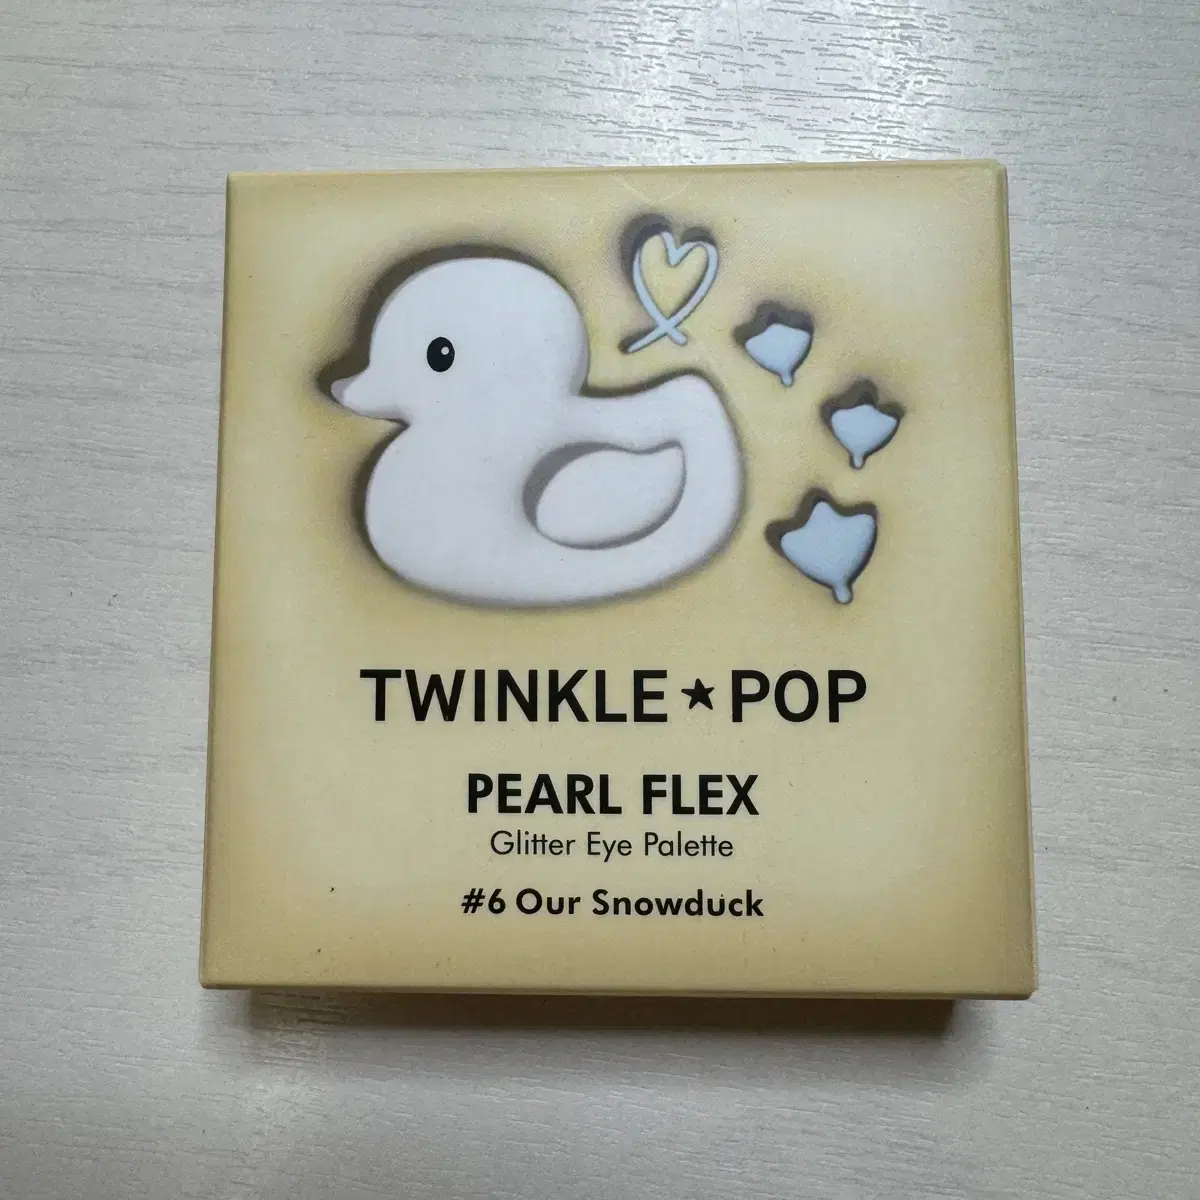 TWINKLE★POP
PEARL FLEX
Glitter Eye Palette
#6 Our Snowduck